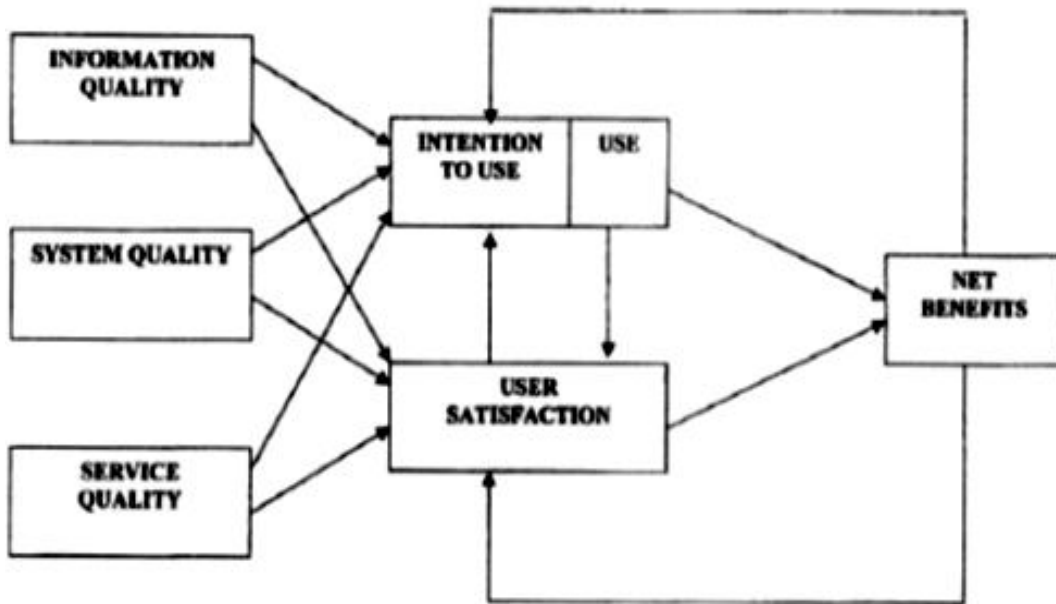 INFORMATION
QUALITY
INTENTION
TO USE
USE
SYSTEM QUALITY
NET
BENEFITS
USER
SATISFACTION
SERVICE
QUALITY